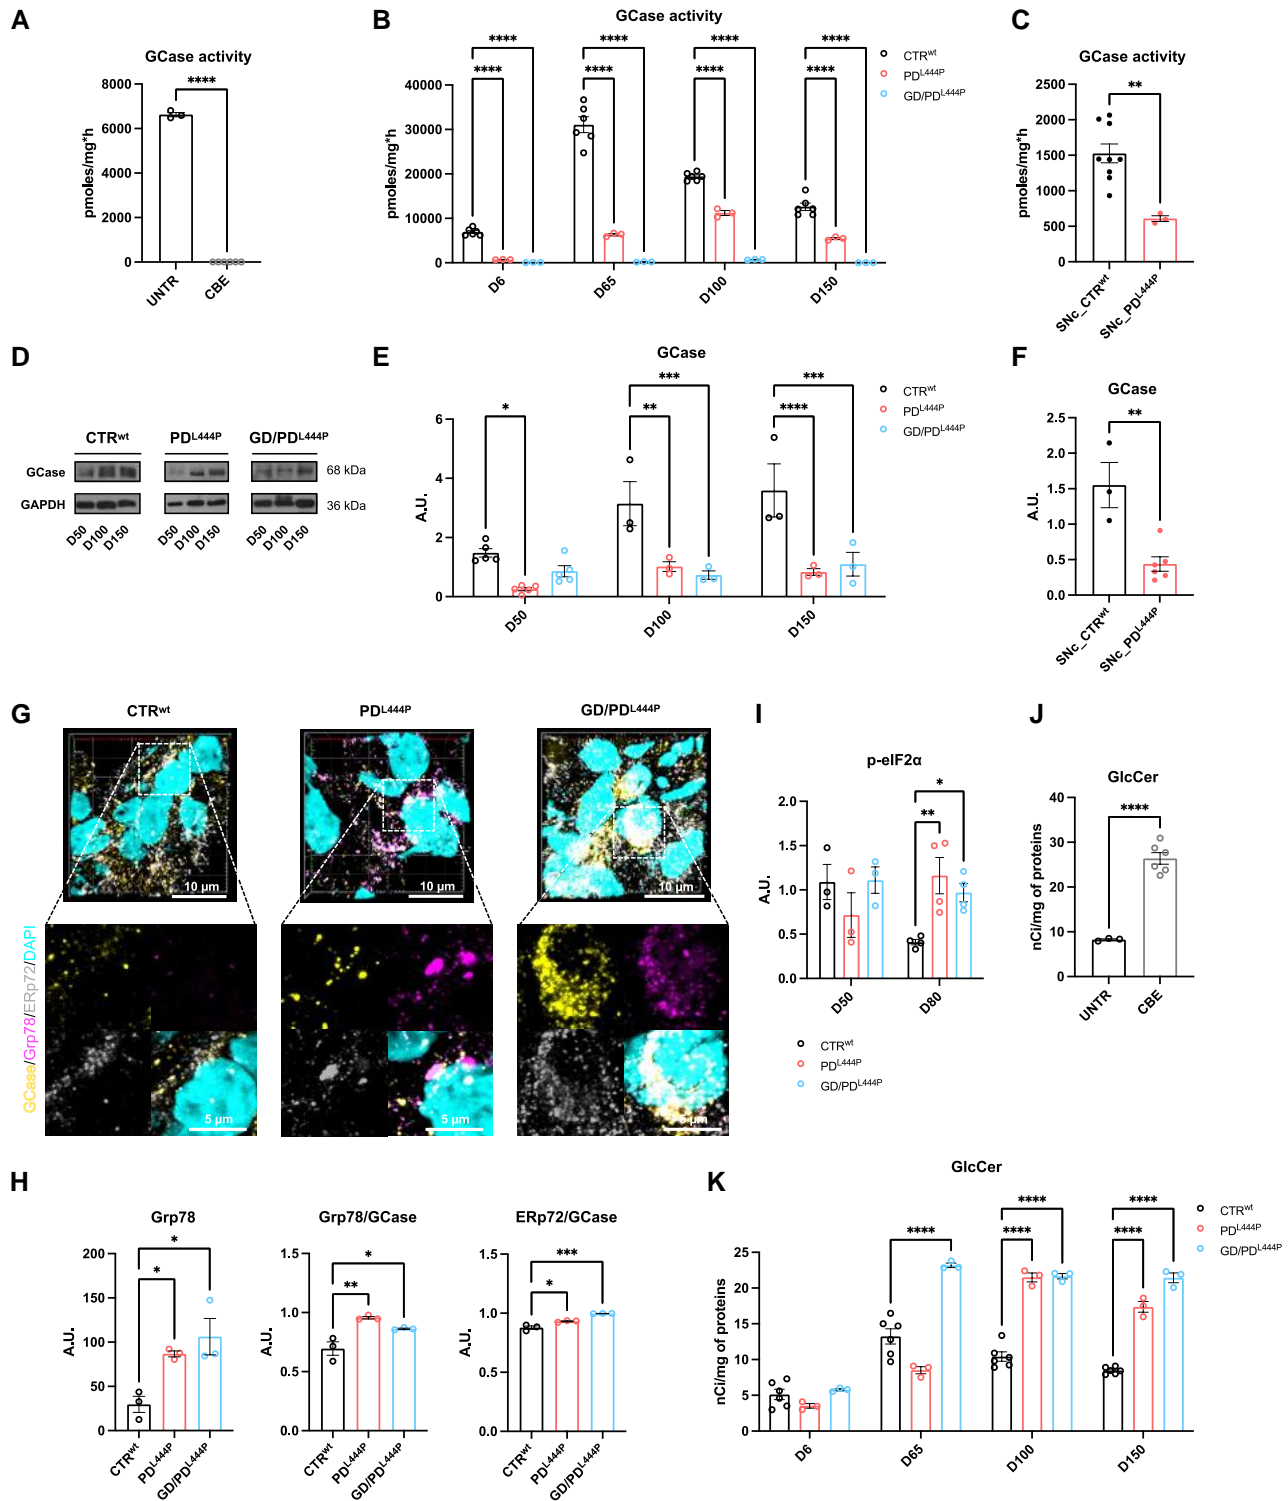 A
GCase activity
pmoles/mg*h
8000
6000
4000
2000
0
****
UNTR
CBE
B
GCase activity
pmoles/mg*h
40000
30000
20000
10000
0
**** **** **** ****
**** **** **** ****
D6
D65
D100
D150
CTRwt
PDL444P
GD/PDL444P
C
GCase activity
pmoles/mg*h
2500
2000
1500
1000
500
0
**
SNc_CTRwt
SNc_PDL444P
D
CTRwt PDL444P GD/PDL444P
GCase 68 kDa
GAPDH 36 kDa
D50 D100 D150 D50 D100 D150 D50 D100 D150
E
GCase
A.U.
6
4
2
0
* ** *** **** ***
D50
D100
D150
CTRwt
PDL444P
GD/PDL444P
F
GCase
A.U.
2.5
2.0
1.5
1.0
0.5
0.0
**
SNc_CTRwt
SNc_PDL444P
G
CTRwt PDL444P GD/PDL444P
10 µm 10 µm 10 µm
GCase/Grp78/ERp72/DAPI
5 µm 5 µm 5 µm
H
Grp78
A.U.
200
150
100
50
0
*
*
CTRwt
PDL444P
GD/PDL444P
Grp78/GCase
A.U.
1.5
1.0
0.5
0.0
*
**
CTRwt
PDL444P
GD/PDL444P
ERp72/GCase
A.U.
1.5
1.0
0.5
0.0
***
*
CTRwt
PDL444P
GD/PDL444P
I
p-eIF2α
A.U.
2.0
1.5
1.0
0.5
0.0
*
**
D50
D80
CTRwt
PDL444P
GD/PDL444P
J
GlcCer
nCi/mg of proteins
40
30
20
10
0
****
UNTR
CBE
K
GlcCer
nCi/mg of proteins
25
20
15
10
5
0
**** **** ****
**** ****
D6
D65
D100
D150
CTRwt
PDL444P
GD/PDL444P